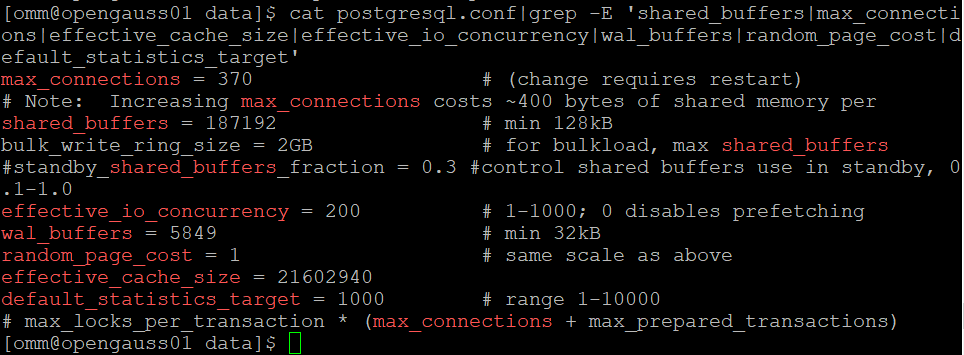 [omm@opengauss01 data]$ cat postgresql.conf|grep -E 'shared_buffers|max_connecti
ons|effective_cache_size|effective_io_concurrency|wal_buffers|random_page_cost|d
efault_statistics_target'
max_connections = 370                   # (change requires restart)
# Note:  Increasing max_connections costs ~400 bytes of shared memory per
shared_buffers = 187192                 # min 128kB
bulk_write_ring_size = 2GB              # for bulkload, max shared_buffers
#standby_shared_buffers_fraction = 0.3 #control shared buffers use in standby, 0
.1-1.0
effective_io_concurrency = 200          # 1-1000; 0 disables prefetching
wal_buffers = 5849                      # min 32kB
random_page_cost = 1                    # same scale as above
effective_cache_size = 21602940
default_statistics_target = 1000        # range 1-10000
# max_locks_per_transaction * (max_connections + max_prepared_transactions)
[omm@opengauss01 data]$